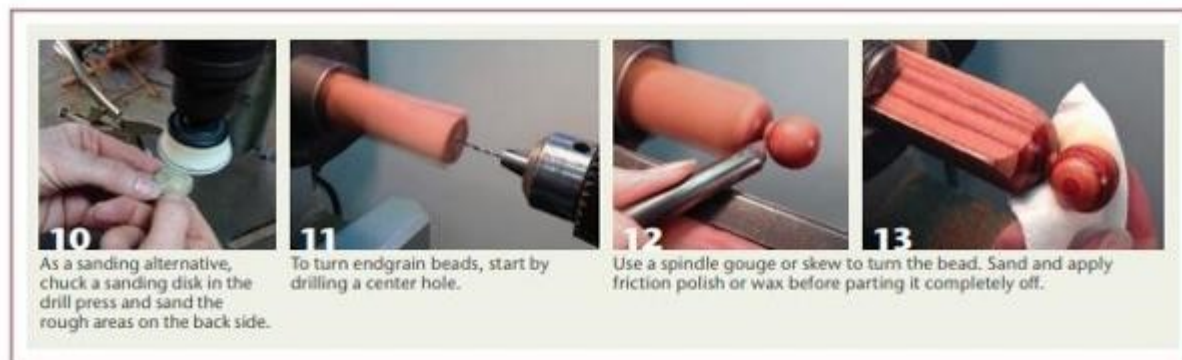 10
As a sanding alternative,
chuck a sanding disk in the
drill press and sand the
rough areas on the back side.
11
To turn endgrain beads, start by
drilling a center hole.
12
13
Use a spindle gouge or skew to turn the bead. Sand and apply
friction polish or wax before parting it completely off.